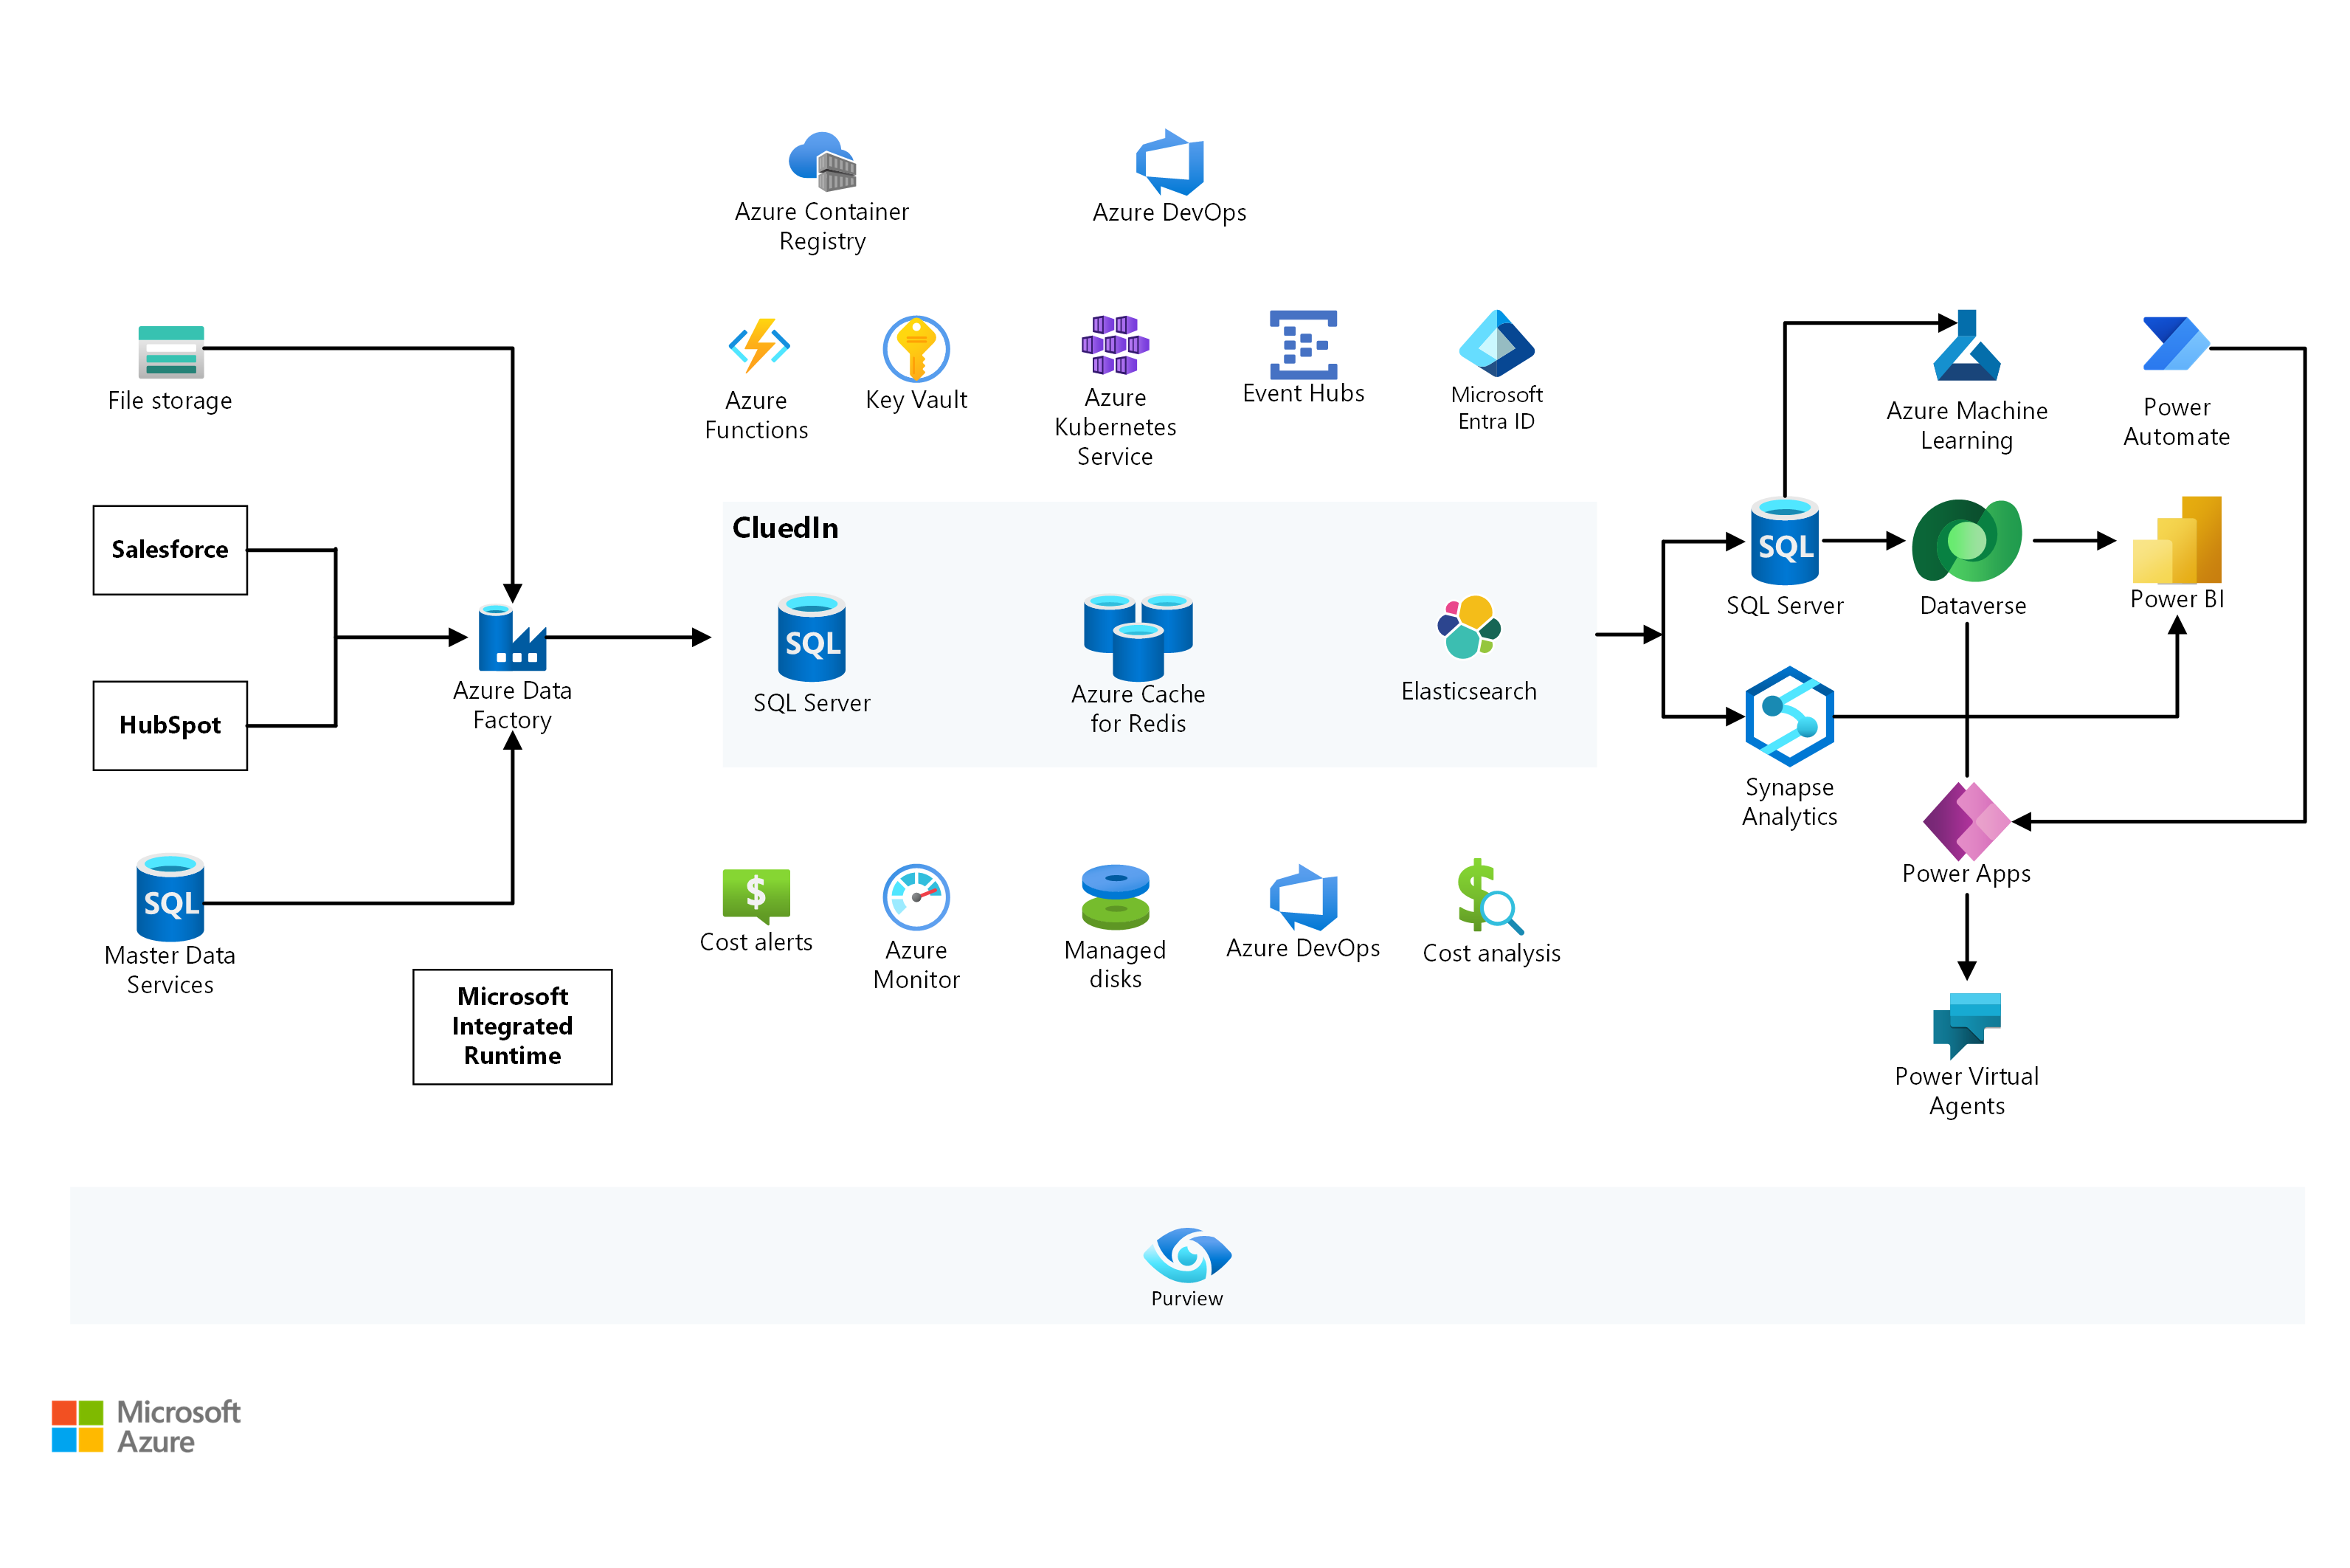 Azure Container
Registry
Azure DevOps
File storage
Azure
Functions
Key Vault
Azure
Kubernetes
Service
Event Hubs
Microsoft
Entra ID
Azure Machine
Learning
Power
Automate
Salesforce
HubSpot
Azure Data
Factory
CluedIn
SQL
SQL Server
Azure Cache
for Redis
Elasticsearch
SQL
SQL Server
Dataverse
Power BI
Synapse
Analytics
Power Apps
Power Virtual
Agents
SQL
Master Data
Services
Microsoft
Integrated
Runtime
$
Cost alerts
Azure
Monitor
Managed
disks
Azure DevOps
$
Cost analysis
Purview
Microsoft
Azure